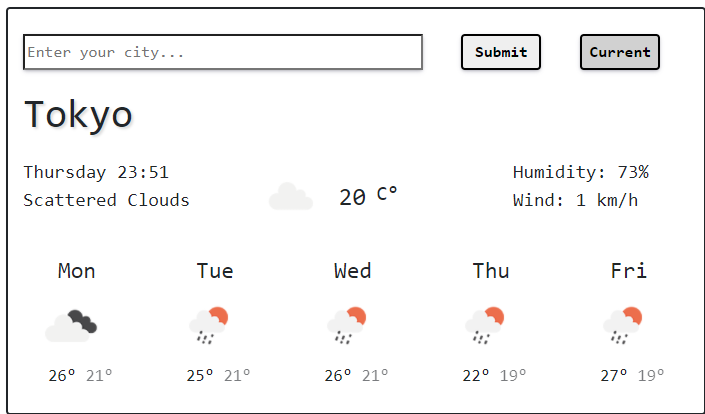 Enter your city... Submit Current
Tokyo
Thursday 23:51
Scattered Clouds
20 C°
Humidity: 73%
Wind: 1 km/h
Mon Tue Wed Thu Fri
26° 21° 25° 21° 26° 21° 22° 19° 27° 19°